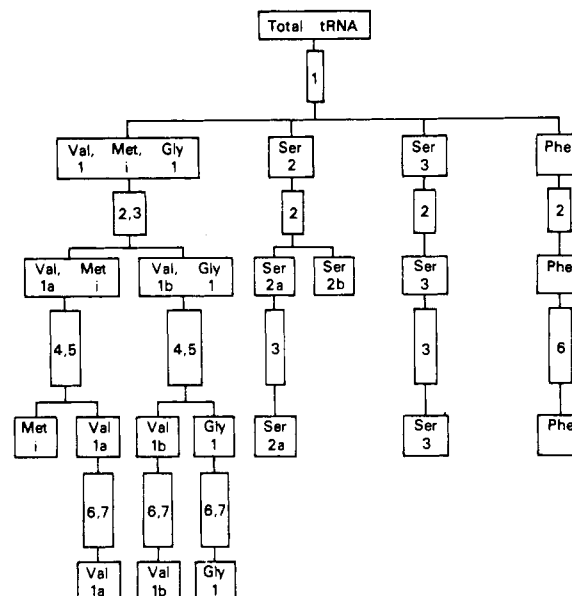 Total tRNA
1
Val, Met, Gly
1 i 1
Ser
2
Ser
3
Phe
2,3
2
2
2
Val, Met
1a i
Val, Gly
1b 1
Ser
2a
Ser
2b
Ser
3
Phe
4,5
4,5
3
3
6
Met
i
Val
1a
Val
1b
Gly
1
Ser
2a
Ser
3
Phe
6,7
6,7
6,7
Val
1a
Val
1b
Gly
1